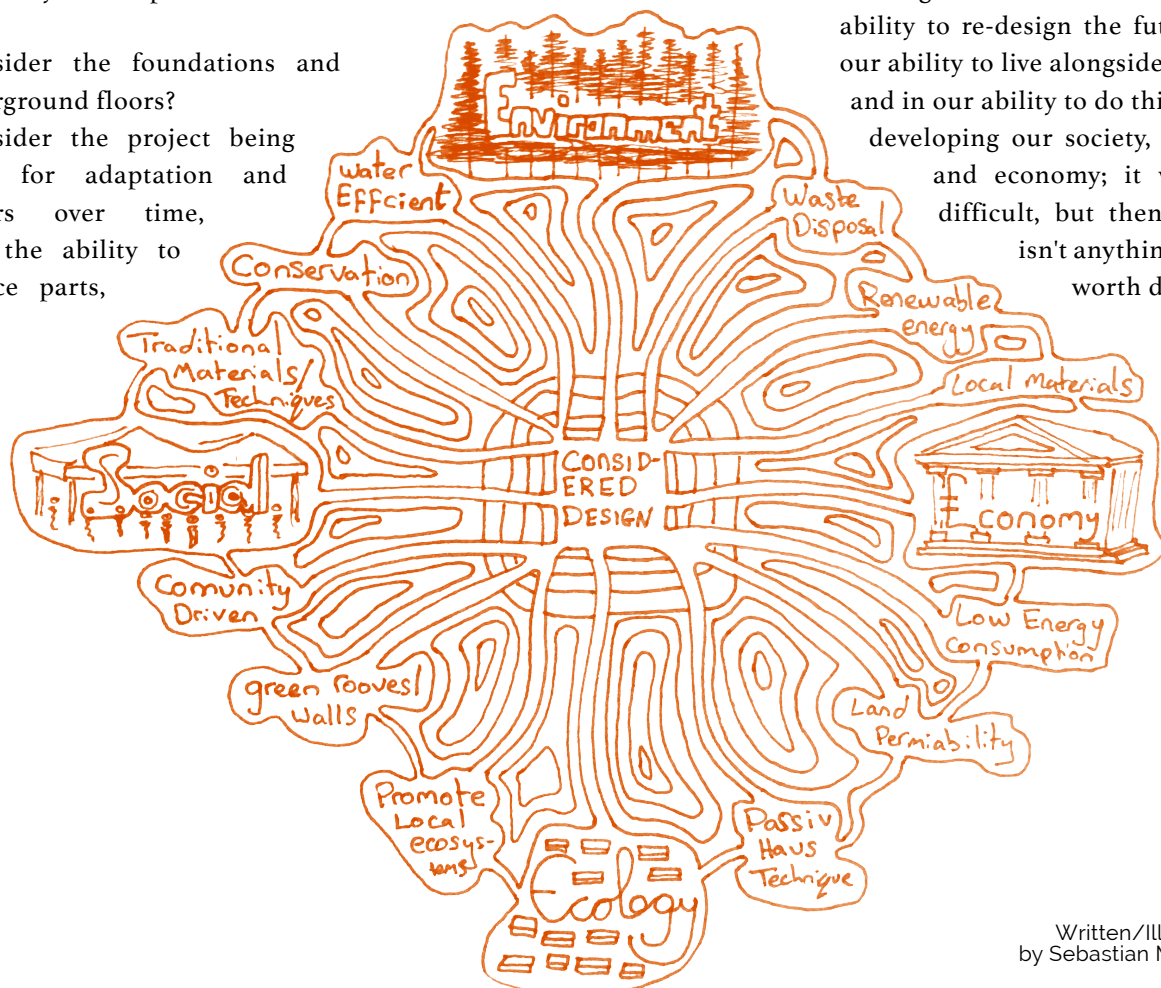 sider the foundations and
rground floors?
sider the project being
for adaptation and
rs over time,
the ability to
ce parts,
ability to re-design the fut
our ability to live alongside
and in our ability to do thi
developing our society,
and economy; it
difficult, but then
isn't anythin
worth d
Environment
water
Effcient
Waste
Disposal
Conservation
Renewable
energy
Traditional
Materials/
Techniques
Local Materials
Social
CONSID-
ERED
DESIGN
Economy
Comunity
Driven
Low Energy
Consumption
green rooves/
walls
Land
Permiability
Promote
Local
ecosys-
tems
Passiv
Haus
Technique
Ecology
Written/Ill
by Sebastian